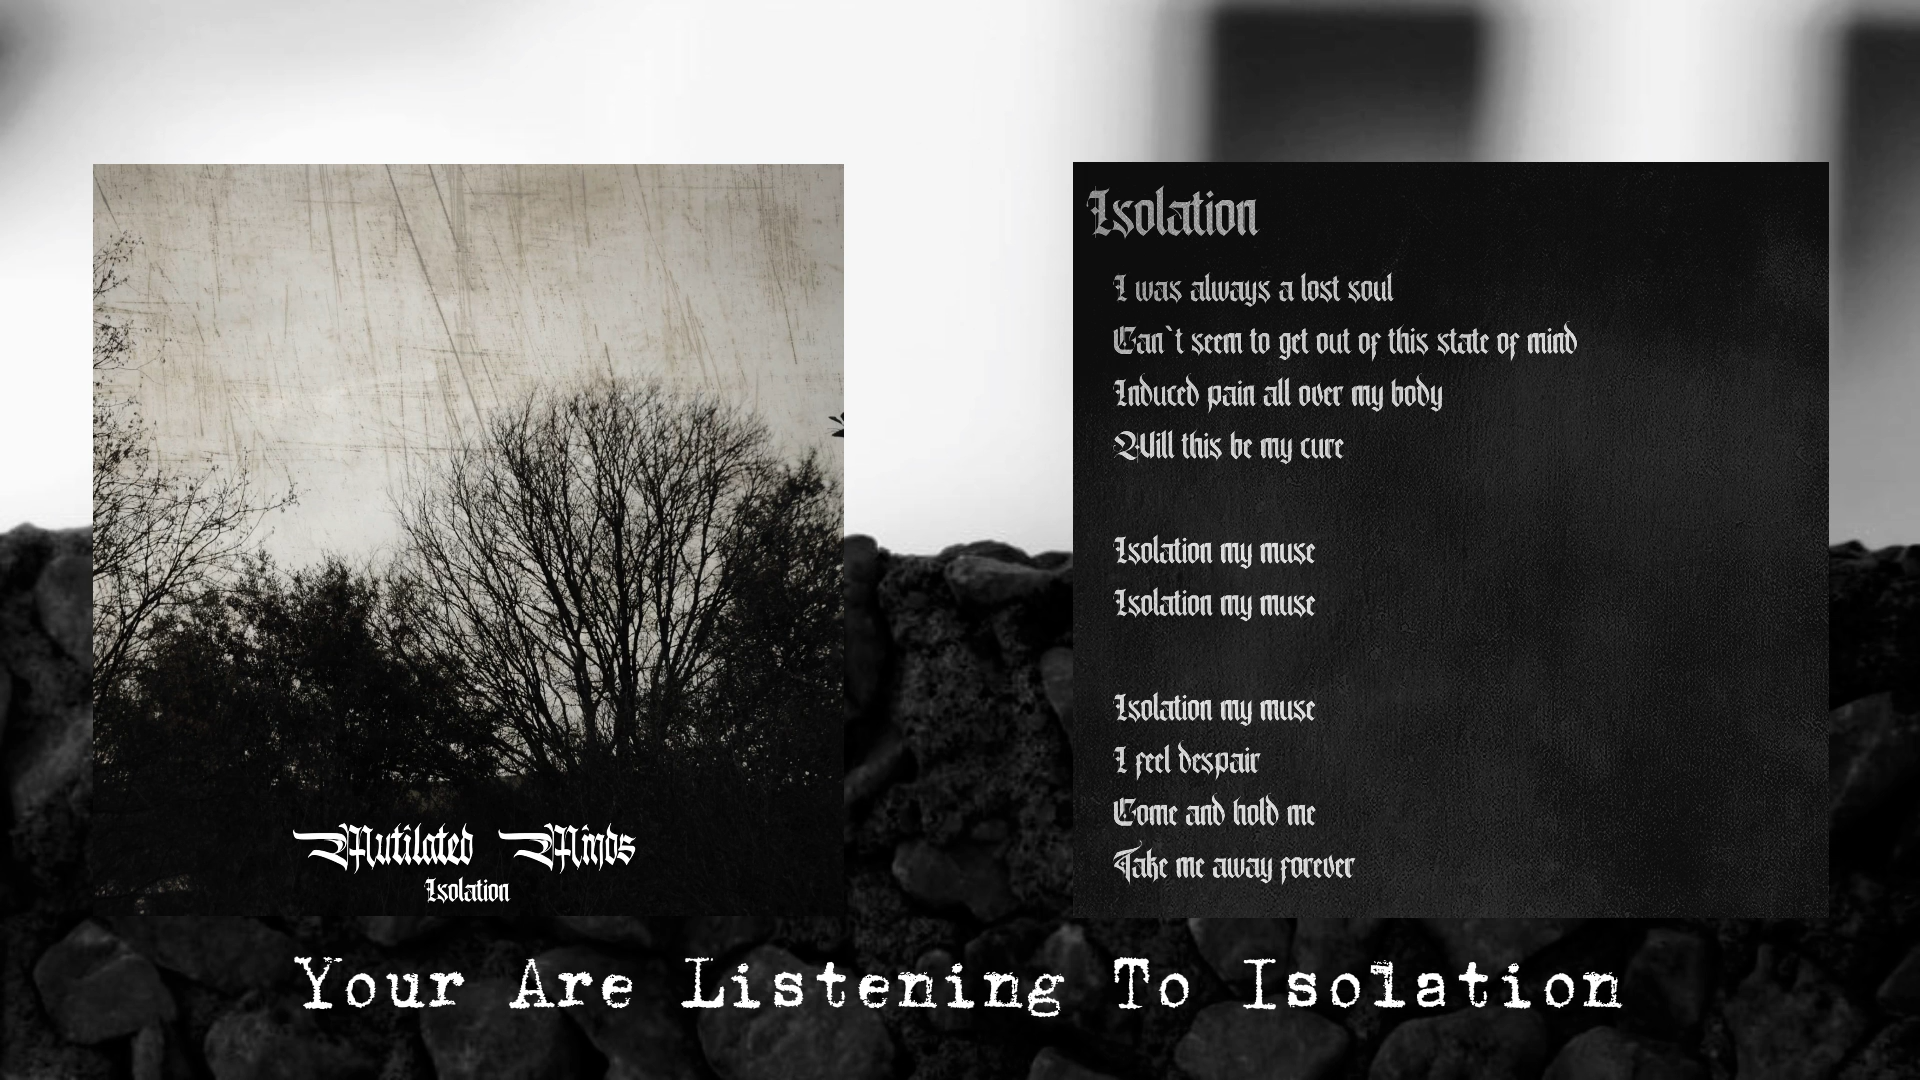 Mutilated Minds
Isolation
Isolation
I was always a lost soul
Can`t seem to get out of this state of mind
Induced pain all over my body
Will this be my cure
Isolation my muse
Isolation my muse
Isolation my muse
I feel despair
Come and hold me
Take me away forever
Your Are Listening To Isolation